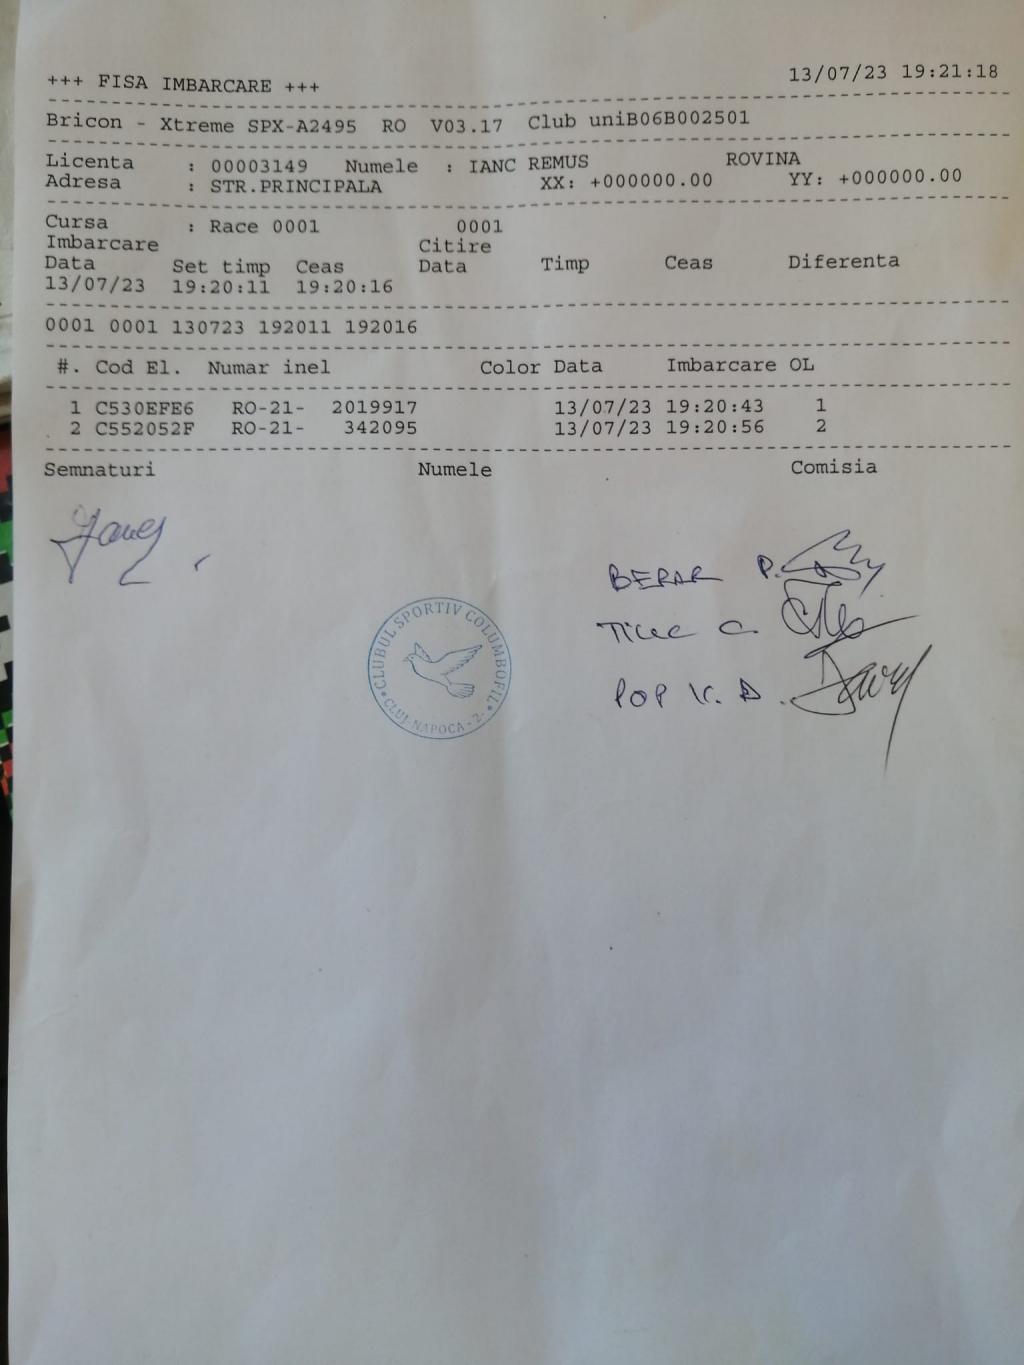 +++ FISA IMBARCARE +++ 13/07/23 19:21:18
Bricon - Xtreme SPX-A2495 RO V03.17 Club uniB06B002501
Licenta : 00003149 Numele : IANC REMUS ROVINA
Adresa : STR.PRINCIPALA XX: +000000.00 YY: +000000.00
Cursa : Race 0001 0001
Imbarcare Citire
Data Set timp Ceas Data Timp Ceas Diferenta
13/07/23 19:20:11 19:20:16
0001 0001 130723 192011 192016
#. Cod El. Numar inel Color Data Imbarcare OL
1 C530EFE6 RO-21- 2019917 13/07/23 19:20:43 1
2 C552052F RO-21- 342095 13/07/23 19:20:56 2
Semnaturi Numele Comisia
BERAR P.
POP V. D.
CLUBUL SPORTIV COLUMBOFIL
CLUJ-NAPOCA - 2 -